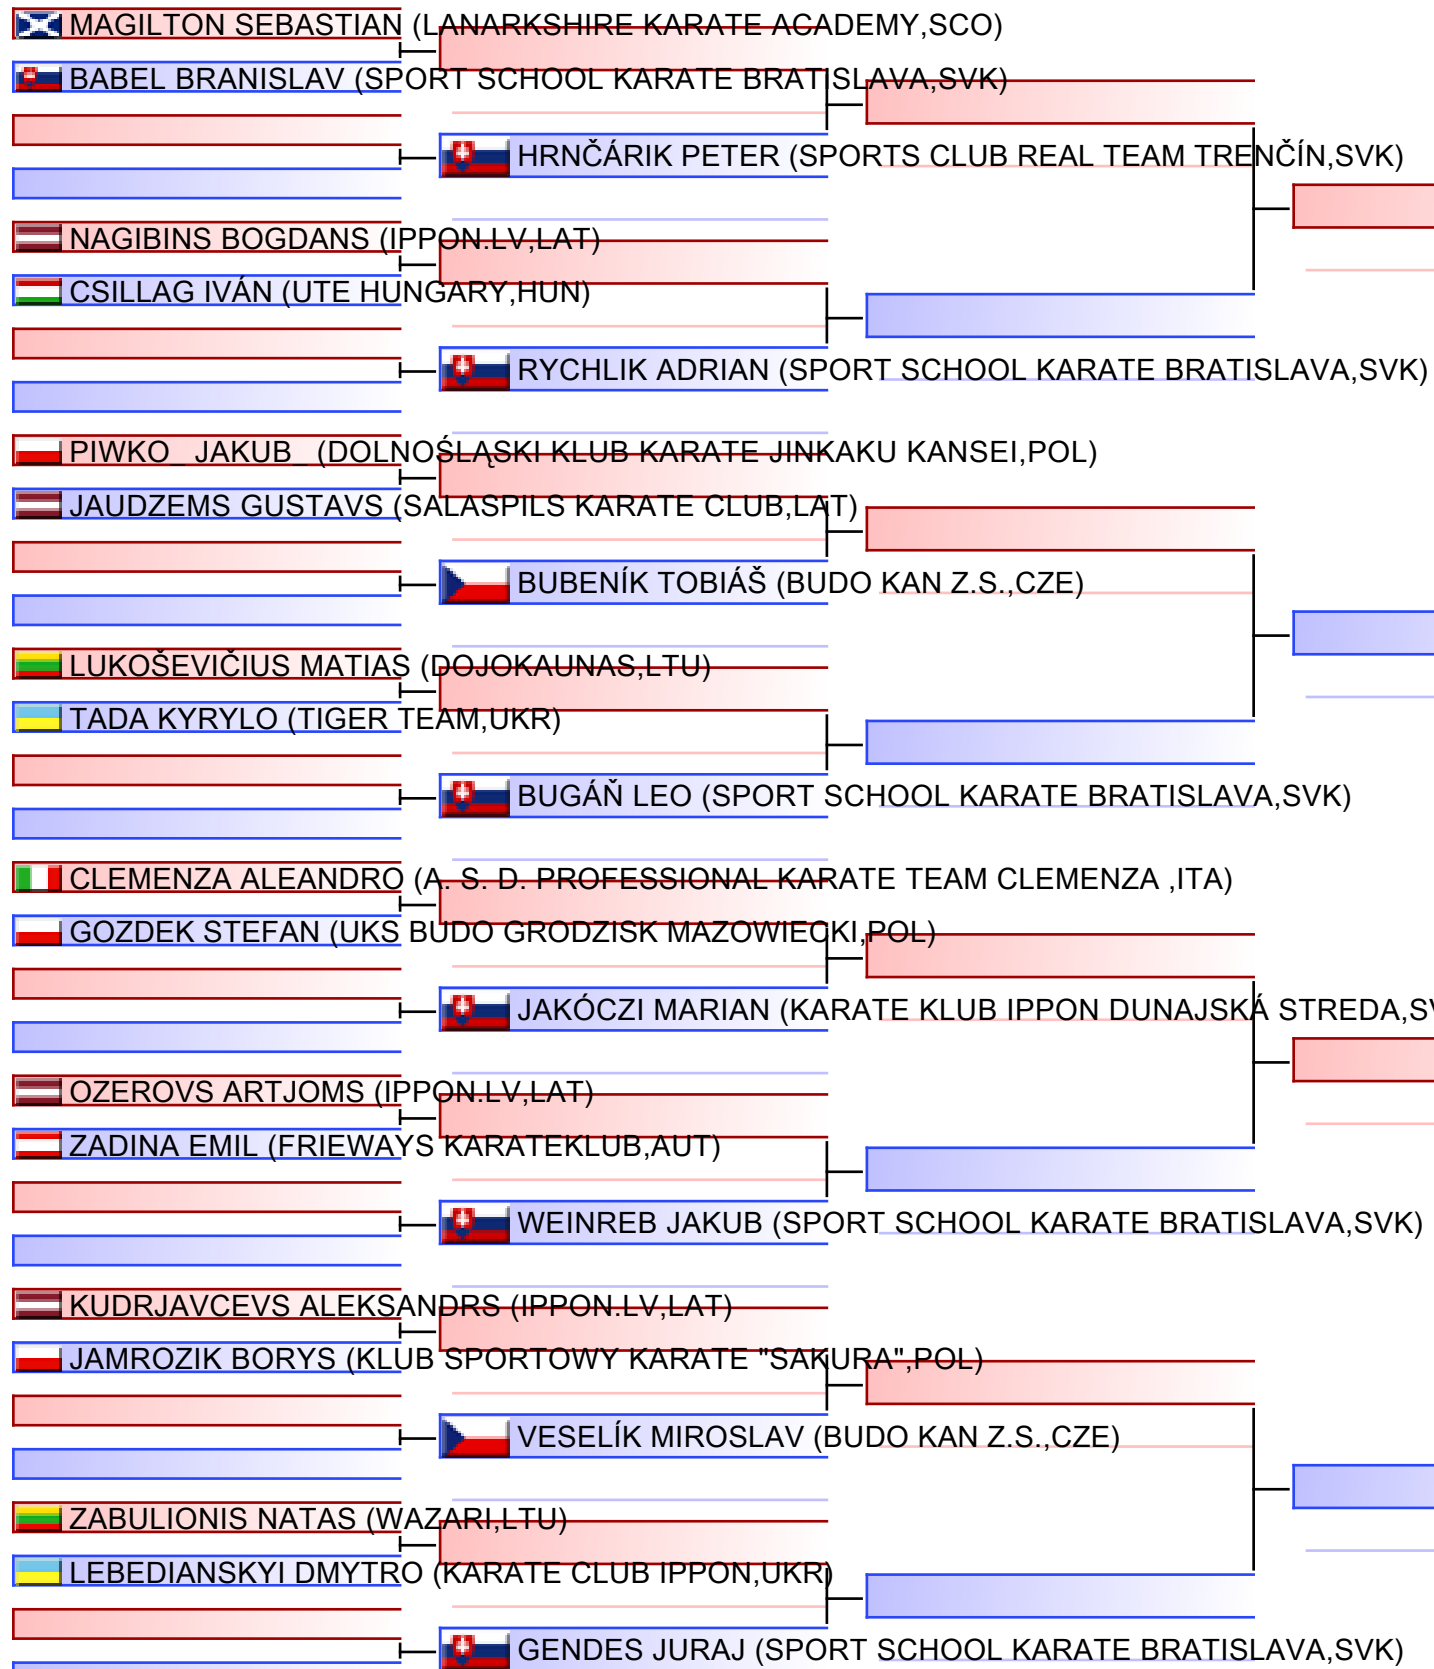 MAGILTON SEBASTIAN (LANARKSHIRE KARATE ACADEMY,SCO)
BABEL BRANISLAV (SPORT SCHOOL KARATE BRATISLAVA,SVK)
HRNČÁRIK PETER (SPORTS CLUB REAL TEAM TRENČÍN,SVK)
NAGIBINS BOGDANS (IPPON.LV,LAT)
CSILLAG IVÁN (UTE HUNGARY,HUN)
RYCHLIK ADRIAN (SPORT SCHOOL KARATE BRATISLAVA,SVK)
PIWKO_ JAKUB_ (DOLNOŚLĄSKI KLUB KARATE JINKAKU KANSEI,POL)
JAUDZEMS GUSTAVS (SALASPILS KARATE CLUB,LAT)
BUBENÍK TOBIÁŠ (BUDO KAN Z.S.,CZE)
LUKOŠEVIČIUS MATIAS (DOJOKAUNAS,LTU)
TADA KYRYLO (TIGER TEAM,UKR)
BUGÁŇ LEO (SPORT SCHOOL KARATE BRATISLAVA,SVK)
CLEMENZA ALEANDRO (A. S. D. PROFESSIONAL KARATE TEAM CLEMENZA ,ITA)
GOZDEK STEFAN (UKS BUDO GRODZISK MAZOWIECKI,POL)
JAKÓCZI MARIAN (KARATE KLUB IPPON DUNAJSKÁ STREDA,SV
OZEROVS ARTJOMS (IPPON.LV,LAT)
ZADINA EMIL (FRIEWAYS KARATEKLUB,AUT)
WEINREB JAKUB (SPORT SCHOOL KARATE BRATISLAVA,SVK)
KUDRJAVCEVS ALEKSANDRS (IPPON.LV,LAT)
JAMROZIK BORYS (KLUB SPORTOWY KARATE "SAKURA",POL)
VESELÍK MIROSLAV (BUDO KAN Z.S.,CZE)
ZABULIONIS NATAS (WAZARI,LTU)
LEBEDIANSKYI DMYTRO (KARATE CLUB IPPON,UKR)
GENDES JURAJ (SPORT SCHOOL KARATE BRATISLAVA,SVK)